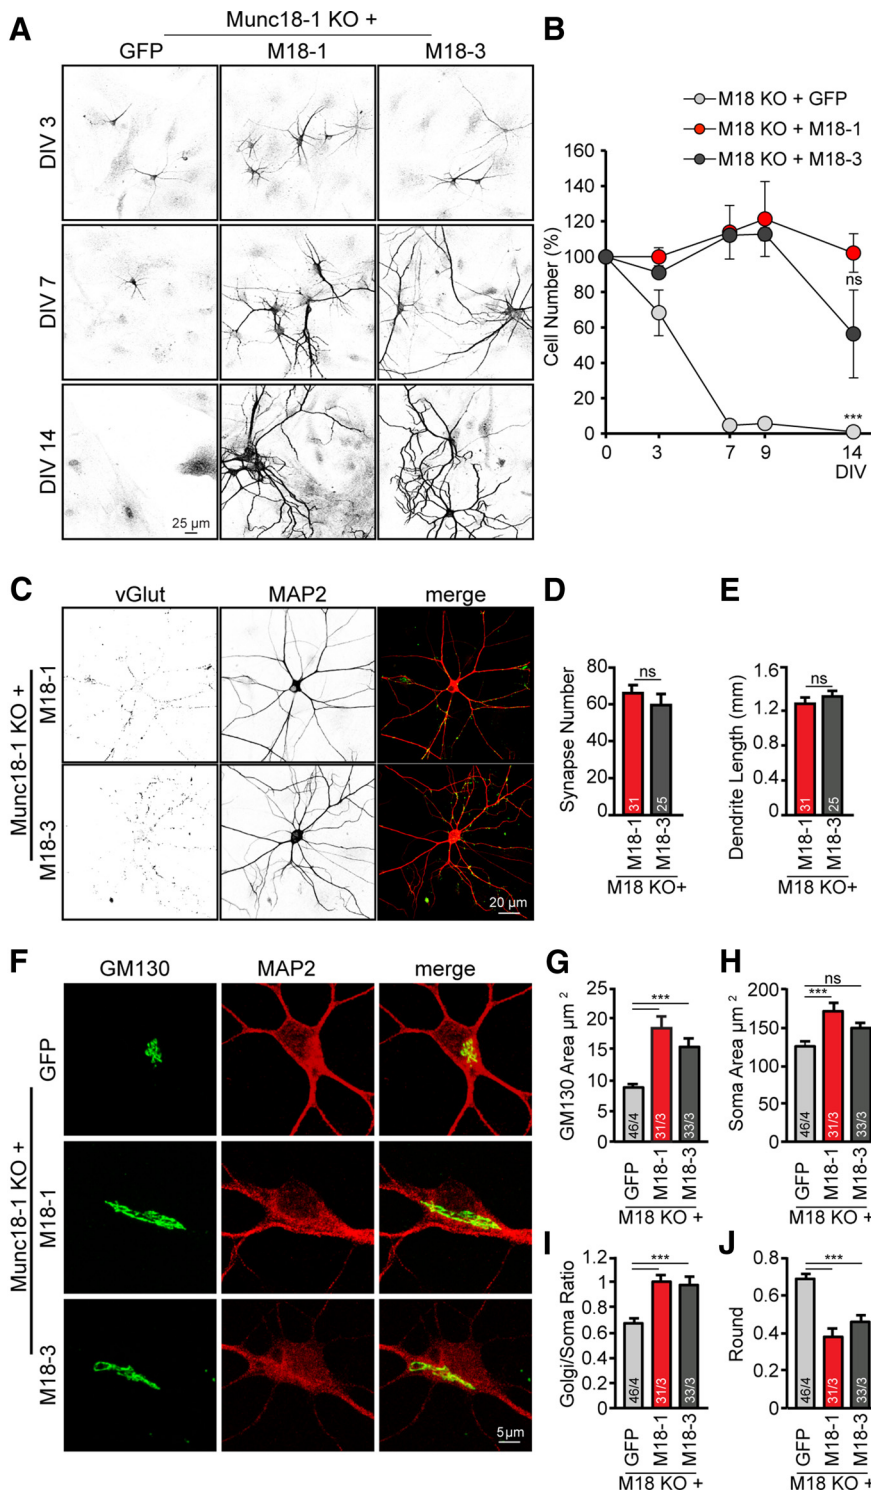 A
Munc18-1 KO +
GFP
M18-1
M18-3
DIV 3
DIV 7
DIV 14
25 µm
B
M18 KO + GFP
M18 KO + M18-1
M18 KO + M18-3
Cell Number (%)
160
140
120
100
80
60
40
20
0
ns
***
0
3
7
9
14
DIV
C
vGlut
MAP2
merge
Munc18-1 KO +
M18-1
M18-3
20 µm
D
Synapse Number
80
60
40
20
0
ns
31
25
M18-1
M18-3
M18 KO+
E
Dendrite Length (mm)
1.6
1.2
0.8
0.4
0
ns
31
25
M18-1
M18-3
M18 KO+
F
GM130
MAP2
merge
Munc18-1 KO +
GFP
M18-1
M18-3
5µm
G
GM130 Area µm ²
25
20
15
10
5
0
***
46/4
31/3
33/3
GFP
M18-1
M18-3
M18 KO +
H
Soma Area µm ²
200
150
100
50
0
ns
***
46/4
31/3
33/3
GFP
M18-1
M18-3
M18 KO +
I
Golgi/Soma Ratio
1.2
1
0.8
0.6
0.4
0.2
0
***
46/4
31/3
33/3
GFP
M18-1
M18-3
M18 KO +
J
Round
0.8
0.6
0.4
0.2
0
***
46/4
31/3
33/3
GFP
M18-1
M18-3
M18 KO +